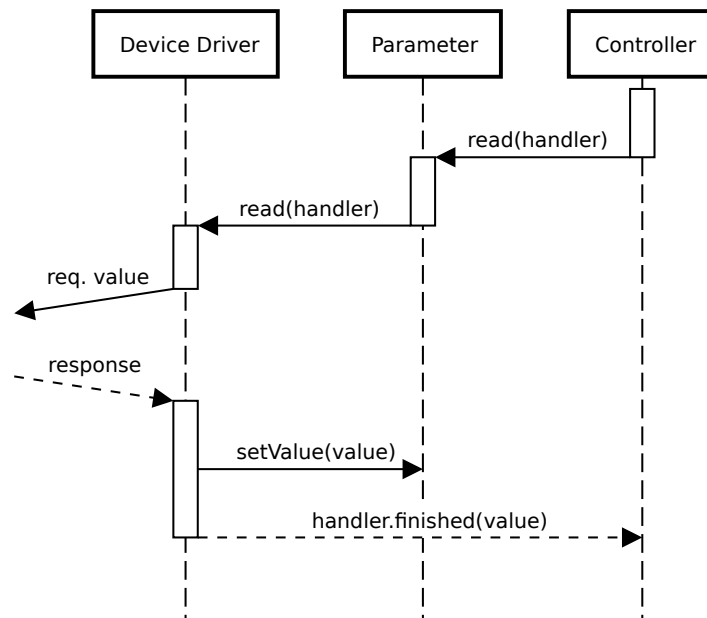 Device Driver
Parameter
Controller
read(handler)
read(handler)
req. value
response
setValue(value)
handler.finished(value)